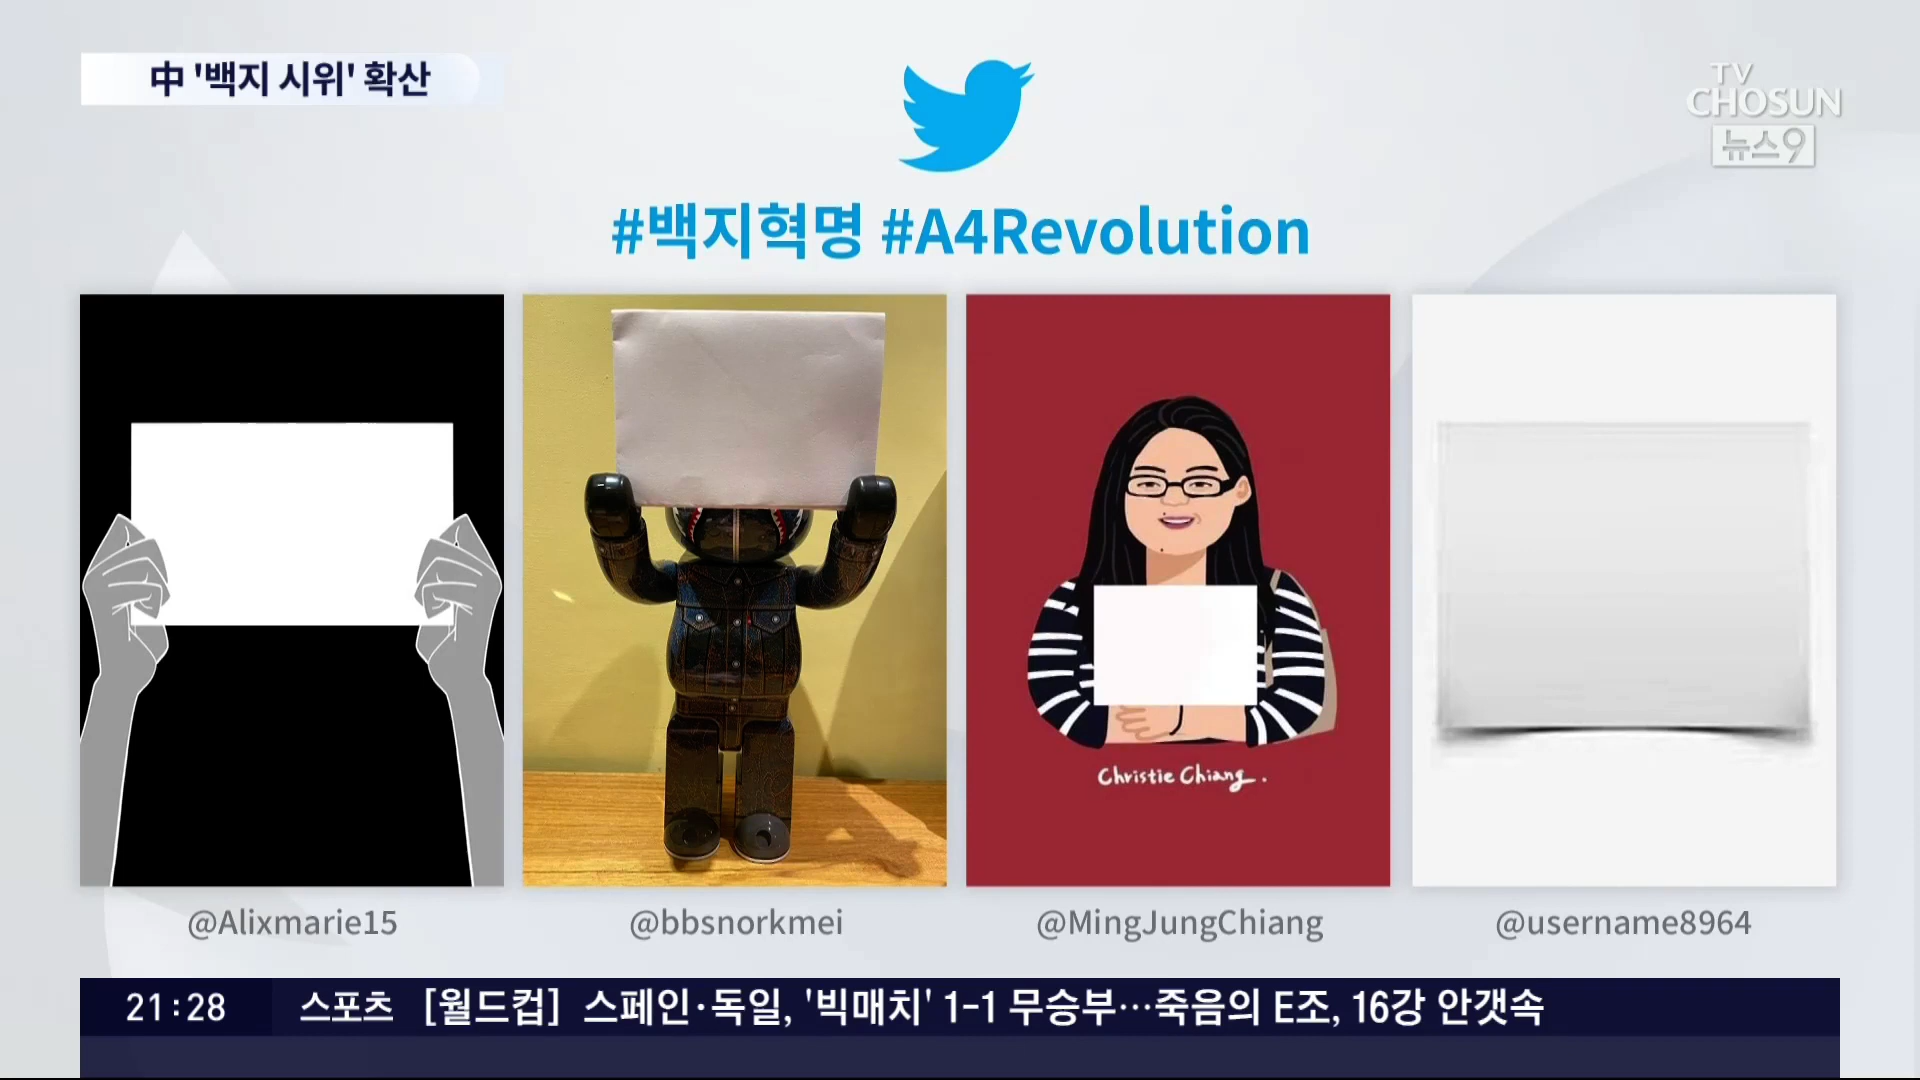 中 '백지 시위' 확산
TV
CHOSUN
뉴스9
#백지혁명 #A4Revolution
Christie Chiang.
@Alixmarie15
@bbsnorkmei
@MingJungChiang
@username8964
21:28 스포츠 [월드컵] 스페인·독일, '빅매치' 1-1 무승부…죽음의 E조, 16강 안갯속